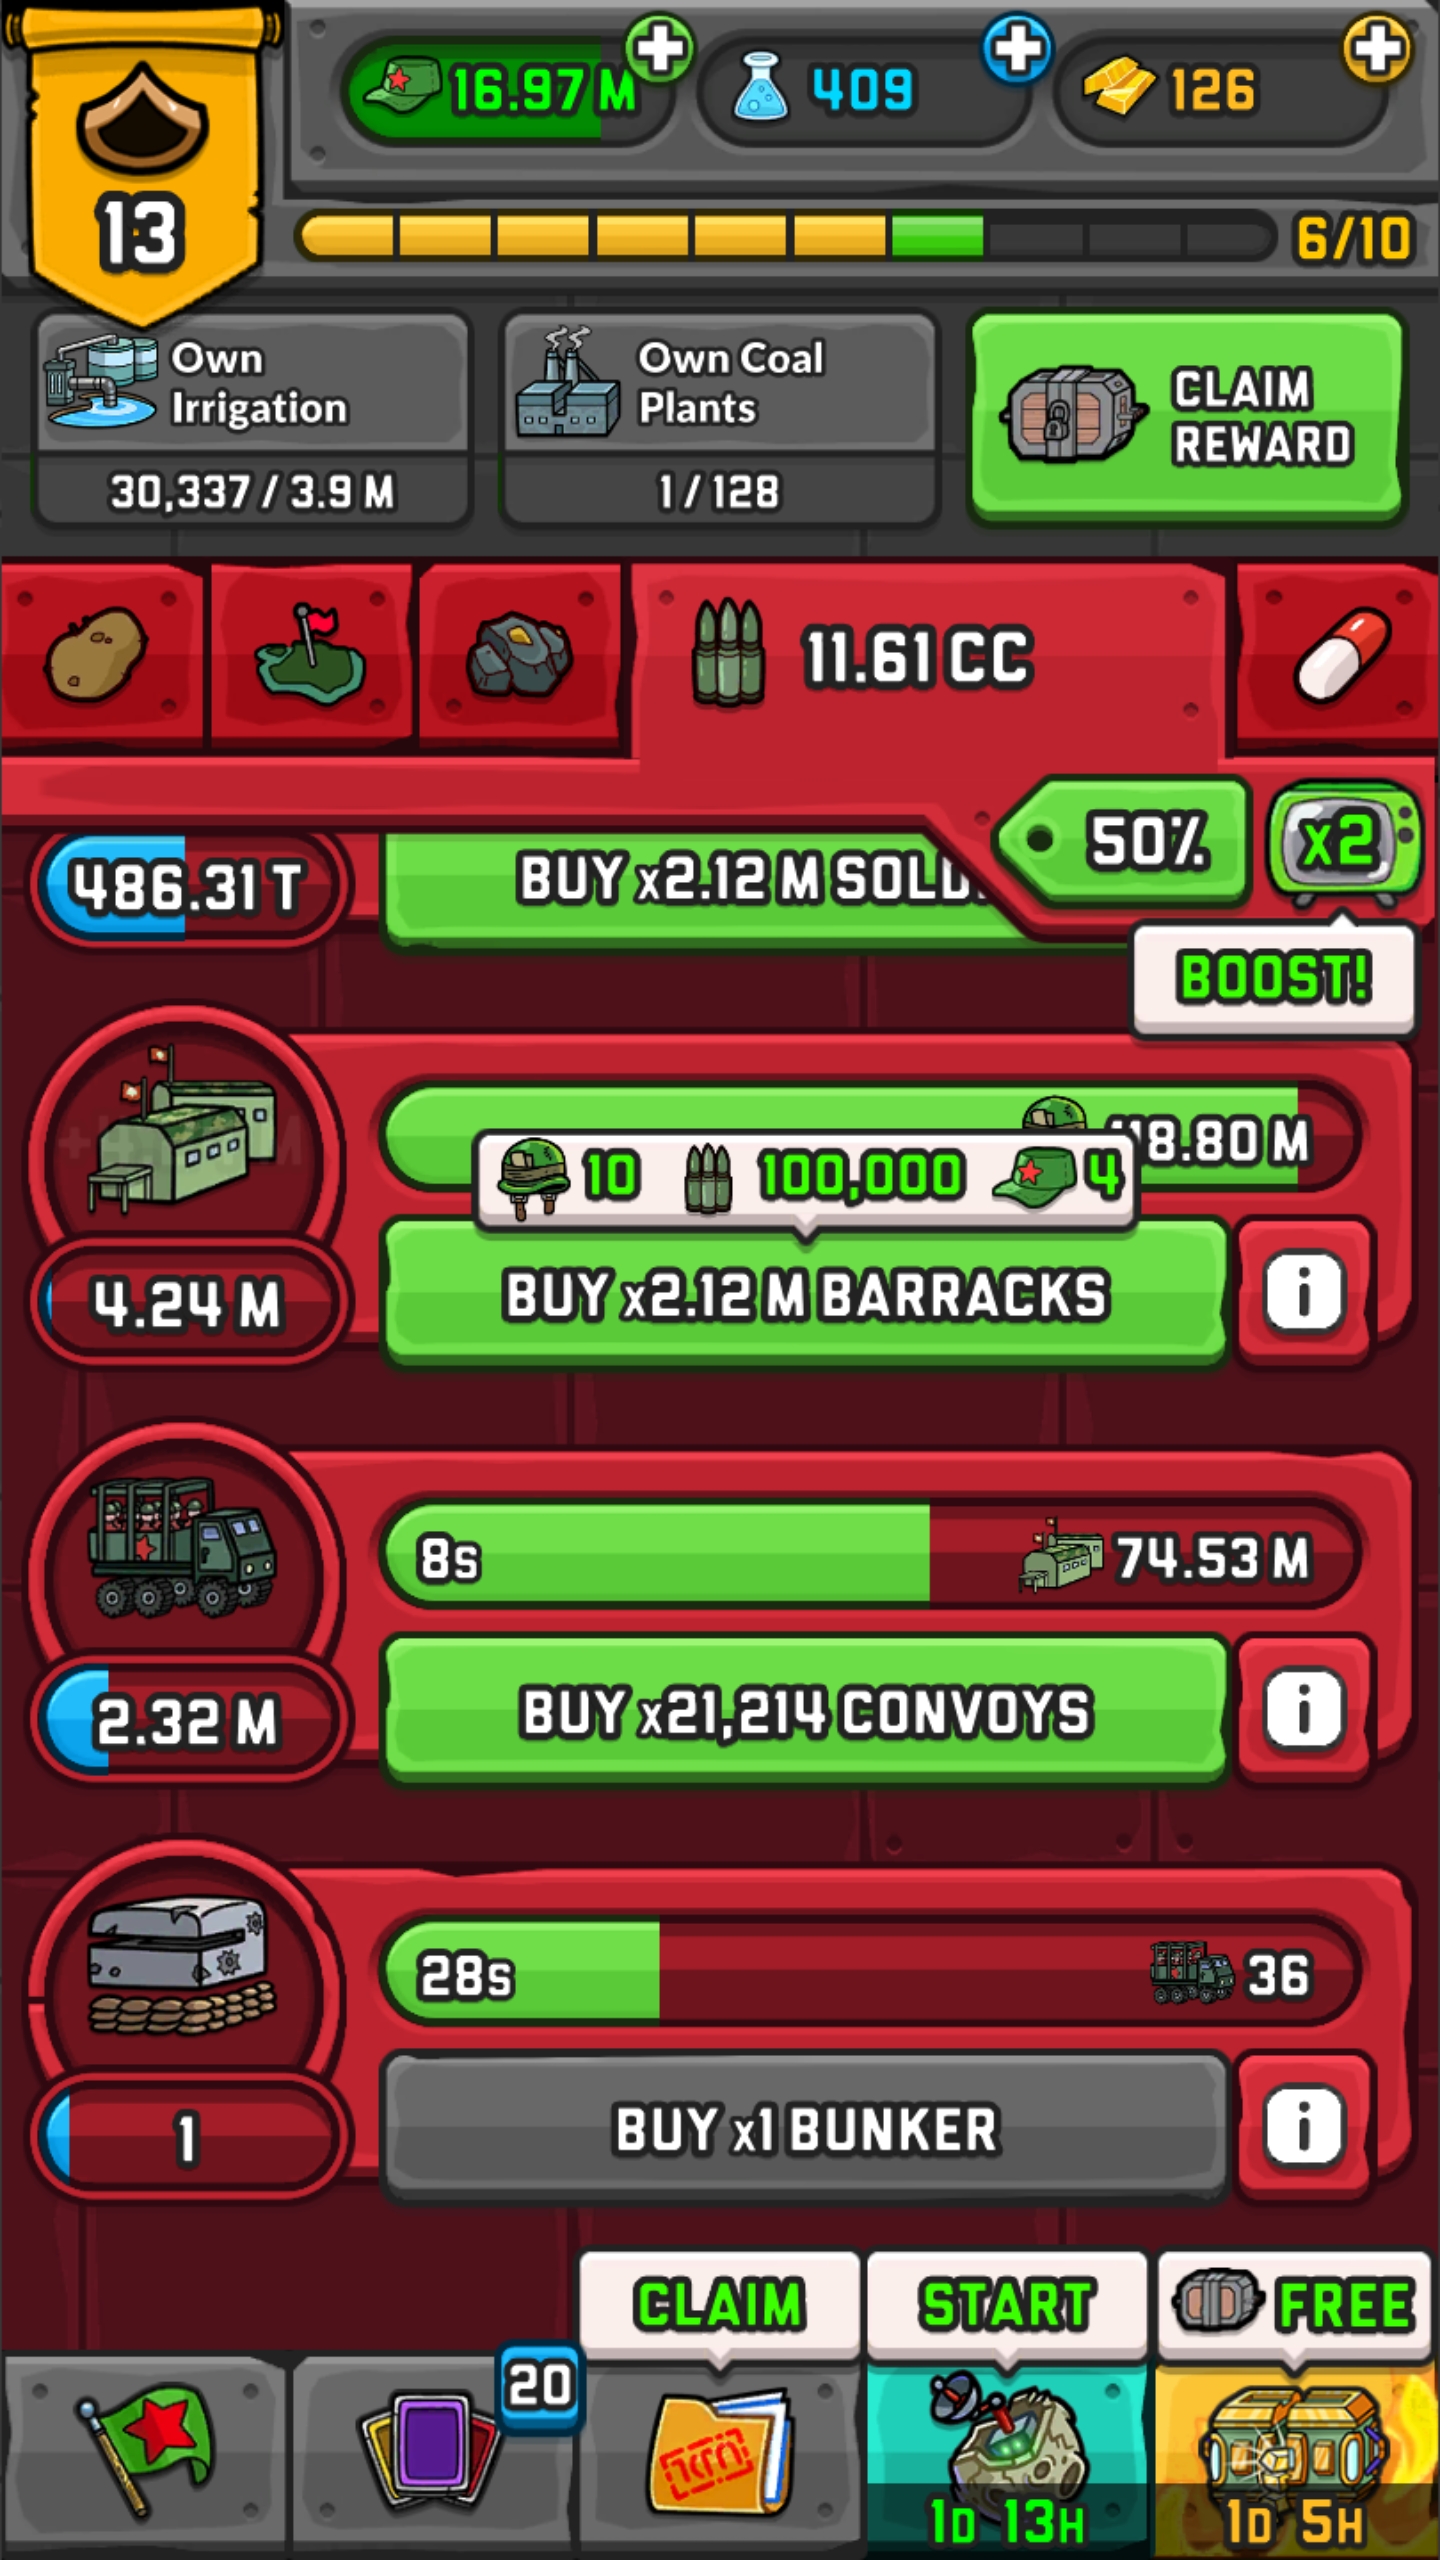 16.97 M
409
126
13
6/10
Own
Irrigation
30,337 / 3.9 M
Own Coal
Plants
1 / 128
CLAIM
REWARD
11.61 CC
50%
x2
486.31 T
BUY x2.12 M
BOOST!
8.80 M
10
100,000
4
4.24 M
BUY x2.12 M BARRACKS
i
8s
74.53 M
2.32 M
BUY x21,214 CONVOYS
i
28s
36
1
BUY x1 BUNKER
i
CLAIM
START
FREE
20
1D 13H
1D 5H